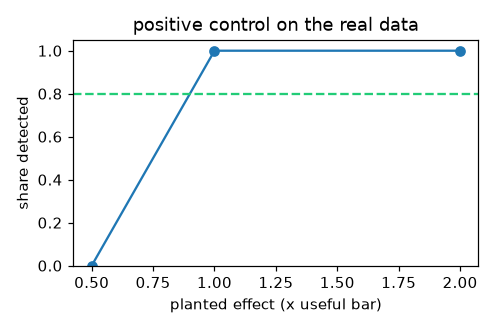 positive control on the real data
1.0
0.8
0.6
0.4
0.2
0.0
share detected
0.50 0.75 1.00 1.25 1.50 1.75 2.00
planted effect (x useful bar)